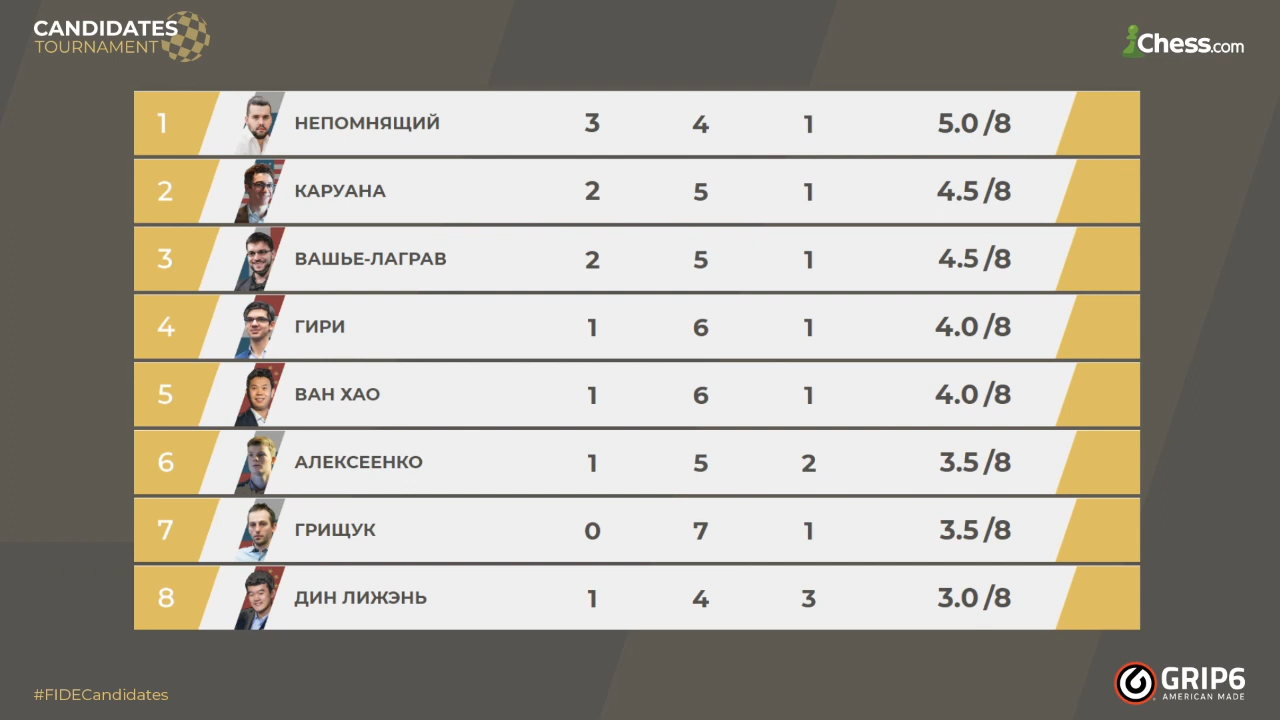 CANDIDATES
TOURNAMENT
Chess.com
1 НЕПОМНЯЩИЙ 3 4 1 5.0 /8
2 КАРУАНА 2 5 1 4.5 /8
3 ВАШЬЕ-ЛАГРАВ 2 5 1 4.5 /8
4 ГИРИ 1 6 1 4.0 /8
5 ВАН ХАО 1 6 1 4.0 /8
6 АЛЕКСЕЕНКО 1 5 2 3.5 /8
7 ГРИЩУК 0 7 1 3.5 /8
8 ДИН ЛИЖЭНЬ 1 4 3 3.0 /8
#FIDECandidates
GRIP6
AMERICAN MADE